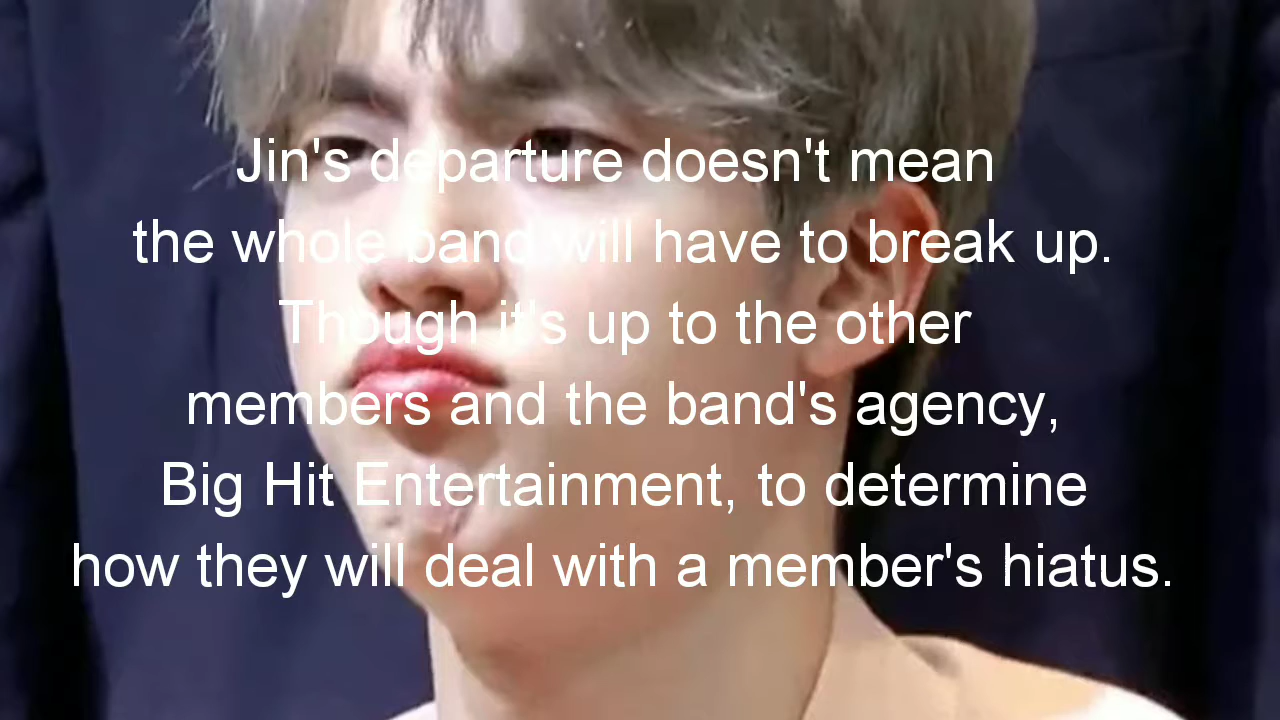 Jin's departure doesn't mean
the whole band will have to break up.
Though it's up to the other
members and the band's agency,
Big Hit Entertainment, to determine
how they will deal with a member's hiatus.